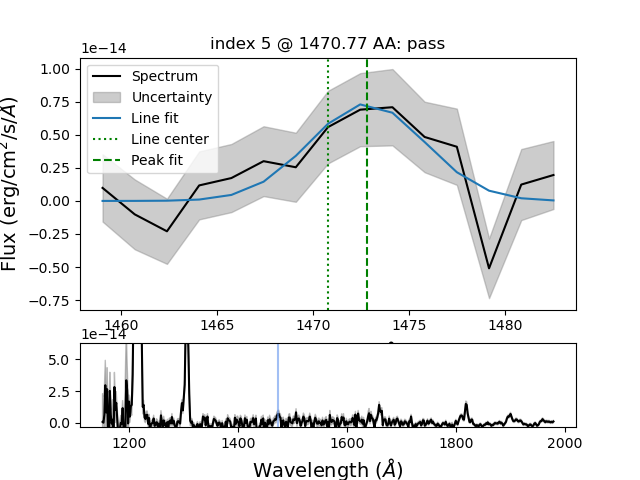 index 5 @ 1470.77 AA: pass
1e−14
1.00
0.75
0.50
0.25
0.00
−0.25
−0.50
−0.75
Flux (erg/cm²/s/Å)
Spectrum
Uncertainty
Line fit
Line center
Peak fit
1460 1465 1470 1475 1480
1e−14
5.0
2.5
0.0
1200 1400 1600 1800 2000
Wavelength (Å)